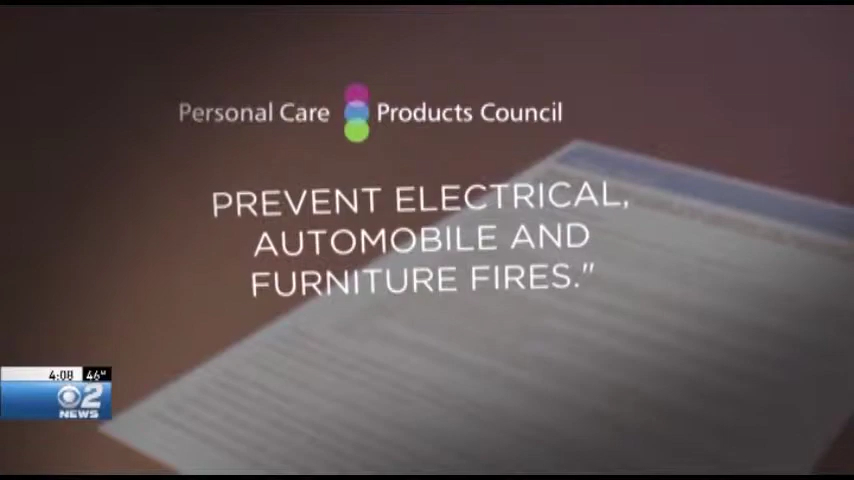 Personal Care Products Council
PREVENT ELECTRICAL,
AUTOMOBILE AND
FURNITURE FIRES."
4:08 46°
2
NEWS